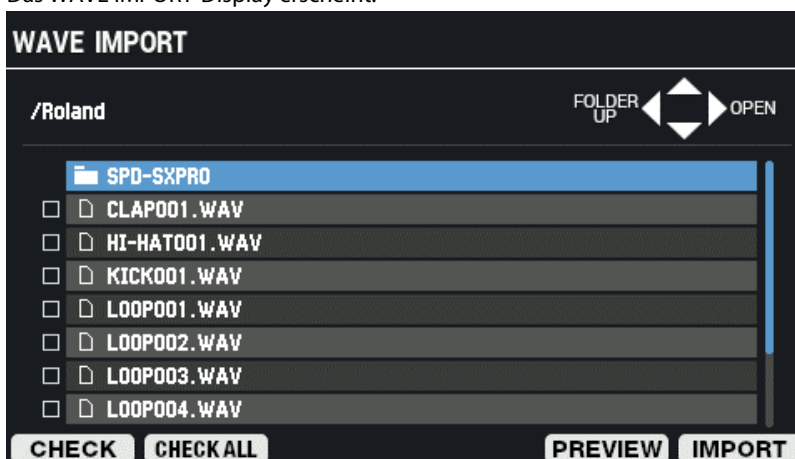 Das WAVE IMPORT-Display erscheint.
WAVE IMPORT
/Roland
FOLDER UP
OPEN
SPD-SXPRO
CLAP001.WAV
HI-HAT001.WAV
KICK001.WAV
LOOP001.WAV
LOOP002.WAV
LOOP003.WAV
LOOP004.WAV
CHECK CHECK ALL PREVIEW IMPORT